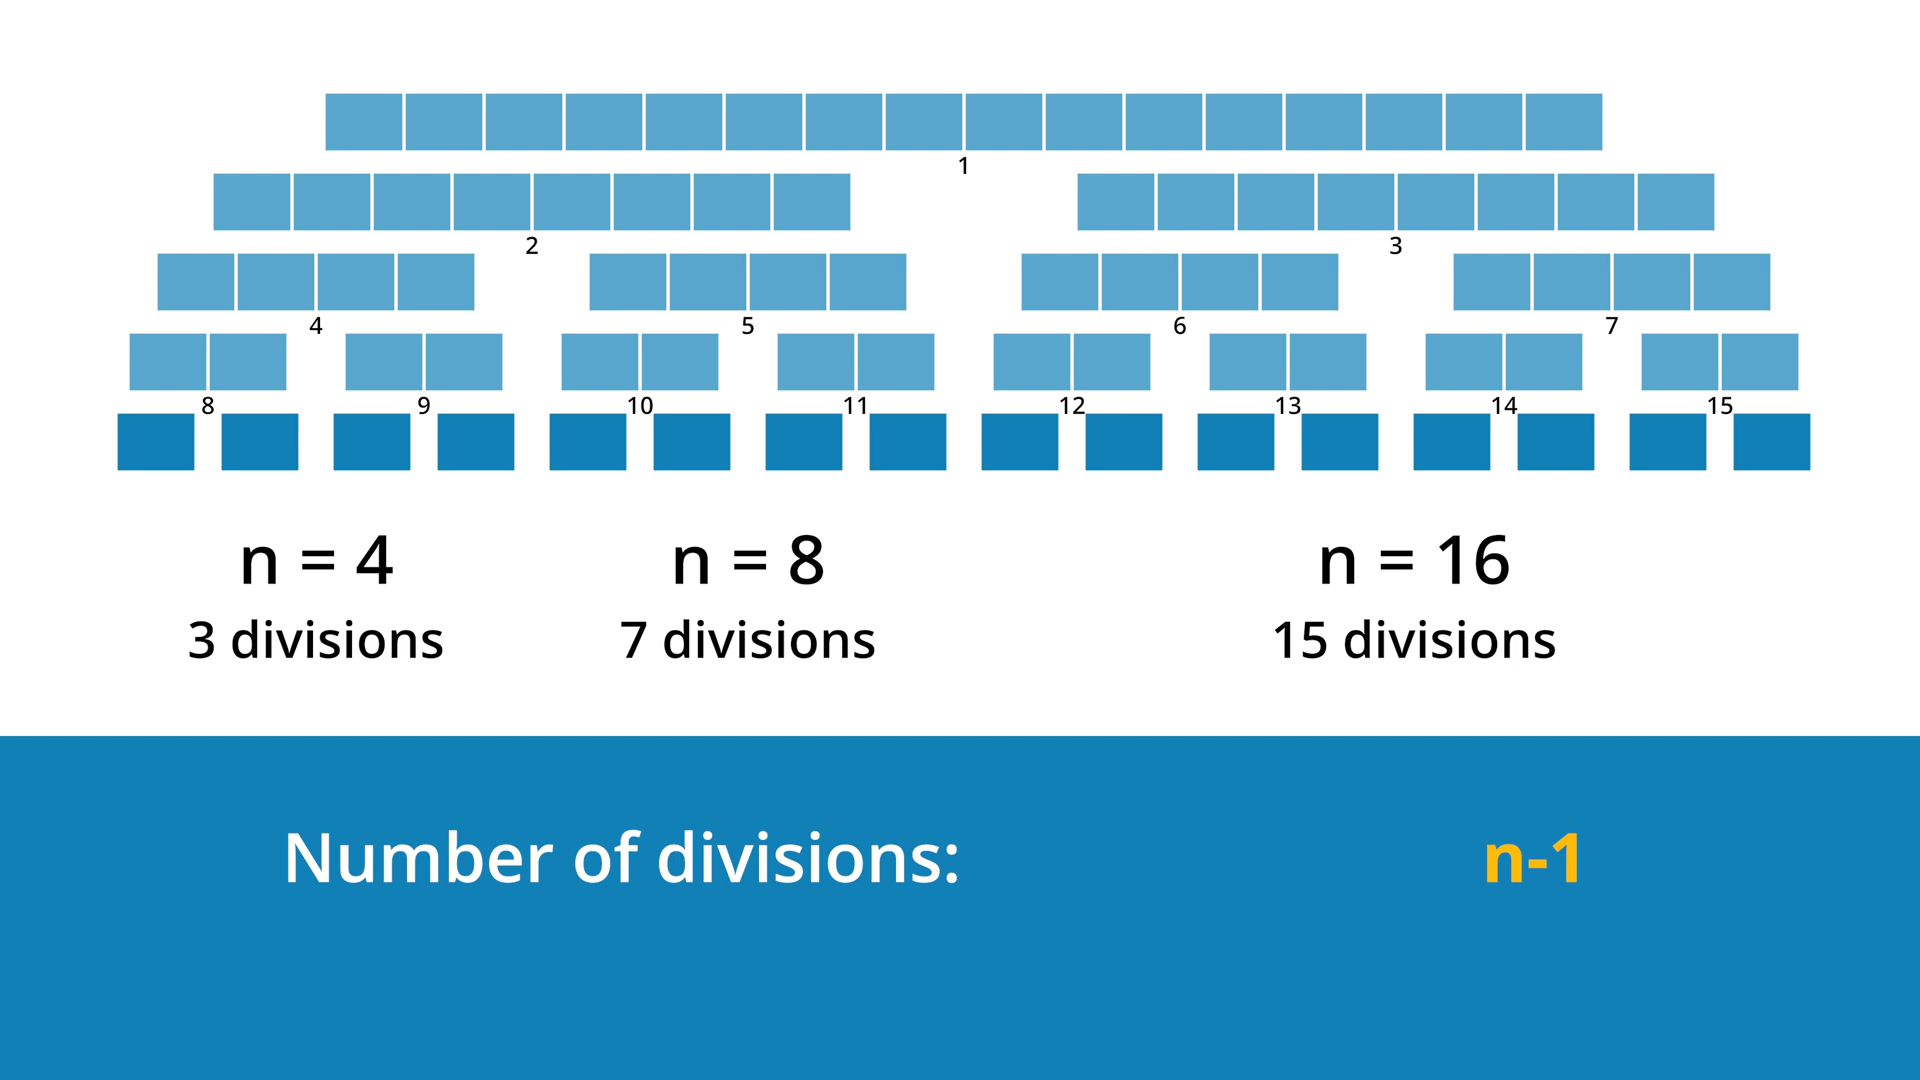 1
2 3
4 5 6 7
8 9 10 11 12 13 14 15
n = 4 n = 8 n = 16
3 divisions 7 divisions 15 divisions
Number of divisions: n-1